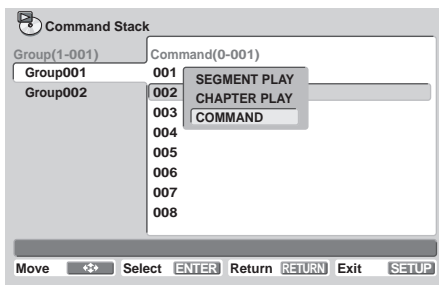 Command Stack
Group(1-001)
Group001
Group002
Command(0-001)
001
002
003
004
005
006
007
008
SEGMENT PLAY
CHAPTER PLAY
COMMAND
Move Select ENTER Return RETURN Exit SETUP